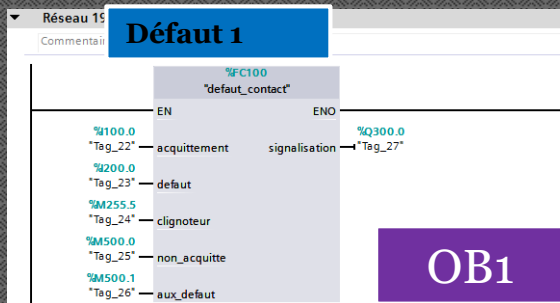 Réseau 19
Défaut 1
Commentai
%FC100
"defaut_contact"
EN ENO
%I100.0
"Tag_22" acquittement
signalisation %Q300.0
"Tag_27"
%I200.0
"Tag_23" defaut
%M255.5
"Tag_24" clignoteur
%M500.0
"Tag_25" non_acquitte
%M500.1
"Tag_26" aux_defaut
OB1